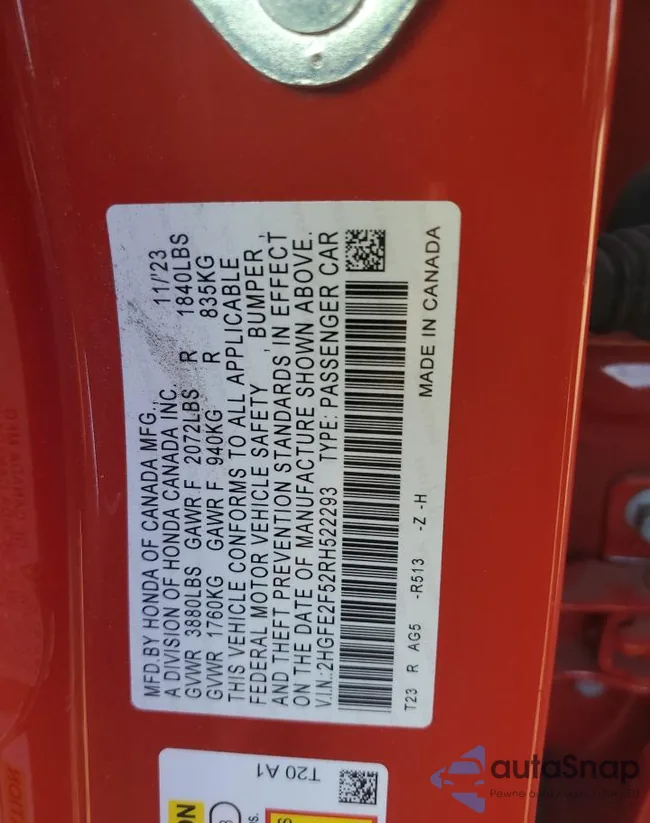 MFD.BY HONDA OF CANADA MFG., 11/'23
A DIVISION OF HONDA CANADA INC.
GVWR 3880LBS GAWR.F 2072LBS R 1840LBS
GVWR 1760KG GAWR F 940KG R 835KG
THIS VEHICLE CONFORMS TO ALL APPLICABLE
FEDERAL MOTOR VEHICLE SAFETY , BUMPER ,
AND THEFT PREVENTION STANDARDS IN EFFECT
ON THE DATE OF MANUFACTURE SHOWN ABOVE.
V.I.N:2HGFE2F52RH522293 TYPE: PASSENGER CAR
T23 R AG5 -R513 -Z -H MADE IN CANADA
T20 A1
ON
autoSnap